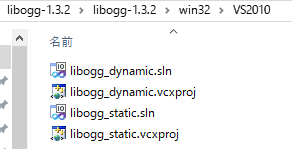 libogg-1.3.2 > libogg-1.3.2 > win32 > VS2010
名前
libogg_dynamic.sln
libogg_dynamic.vcxproj
libogg_static.sln
libogg_static.vcxproj